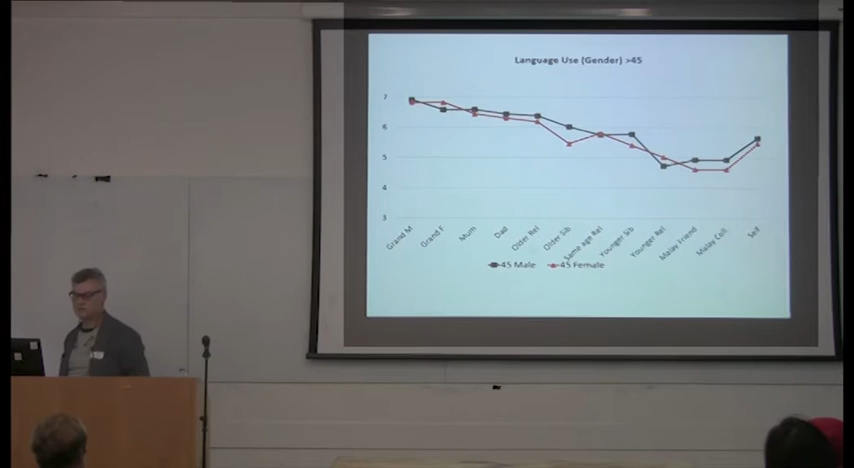 Language Use (Gender) >45
7
6
5
4
3
Grand M
Grand F
Mum
Dad
Older Rel
Older Sib
Same age Rel
Younger Sib
Younger Rel
Malay Friend
Malay Coll
Self
45 Male
45 Female